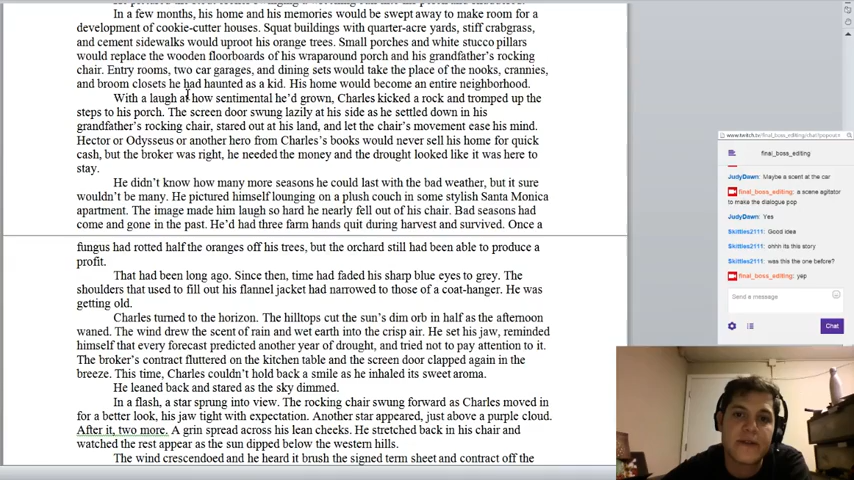 In a few months, his home and his memories would be swept away to make room for a
development of cookie-cutter houses. Squat buildings with quarter-acre yards, stiff crabgrass,
and cement sidewalks would uproot his orange trees. Small porches and white stucco pillars
would replace the wooden floorboards of his wraparound porch and his grandfather's rocking
chair. Entry rooms, two car garages, and dining sets would take the place of the nooks, crannies,
and broom closets he had haunted as a kid. His home would become an entire neighborhood.
With a laugh at how sentimental he'd grown, Charles kicked a rock and tromped up the
steps to his porch. The screen door swung lazily at his side as he settled down in his
grandfather's rocking chair, stared out at his land, and let the chair's movement ease his mind.
Hector or Odysseus or another hero from Charles's books would never sell his home for quick
cash, but the broker was right, he needed the money and the drought looked like it was here to
stay.
He didn't know how many more seasons he could last with the bad weather, but it sure
wouldn't be many. He pictured himself lounging on a plush couch in some stylish Santa Monica
apartment. The image made him laugh so hard he nearly fell out of his chair. Bad seasons had
come and gone in the past. He'd had three farm hands quit during harvest and survived. Once a
fungus had rotted half the oranges off his trees, but the orchard still had been able to produce a
profit.
That had been long ago. Since then, time had faded his sharp blue eyes to grey. The
shoulders that used to fill out his flannel jacket had narrowed to those of a coat-hanger. He was
getting old.
Charles turned to the horizon. The hilltops cut the sun's dim orb in half as the afternoon
waned. The wind drew the scent of rain and wet earth into the crisp air. He set his jaw, reminded
himself that every forecast predicted another year of drought, and tried not to pay attention to it.
The broker's contract fluttered on the kitchen table and the screen door clapped again in the
breeze. This time, Charles couldn't hold back a smile as he inhaled its sweet aroma.
He leaned back and stared as the sky dimmed.
In a flash, a star sprung into view. The rocking chair swung forward as Charles moved in
for a better look, his jaw tight with expectation. Another star appeared, just above a purple cloud.
After it, two more. A grin spread across his lean cheeks. He stretched back in his chair and
watched the rest appear as the sun dipped below the western hills.
The wind crescendoed and he heard it brush the signed term sheet and contract off the
final_boss_editing
JudyDawn: Maybe a scent at the car
final_boss_editing: a scene agitator
to make the dialogue pop
JudyDawn: Yes
Skittles2111: Good idea
Skittles2111: ohhh its this story
Skittles2111: was this the one before?
final_boss_editing: yep
Send a message
Chat